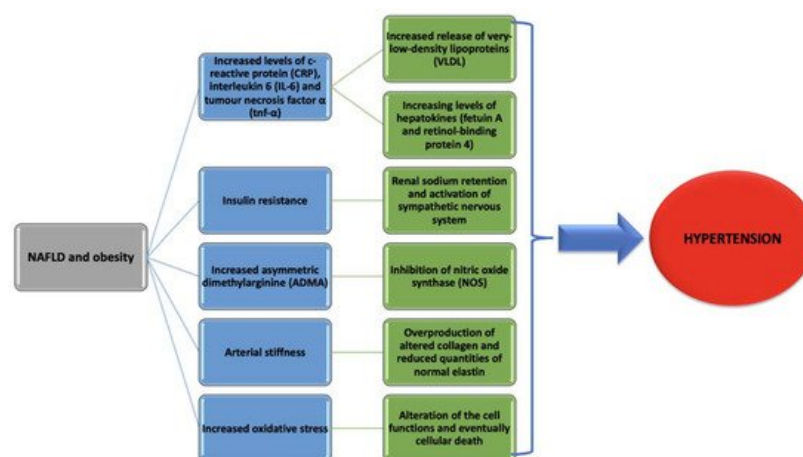 Increased levels of c-
reactive protein (CRP),
interleukin 6 (IL-6) and
tumour necrosis factor α
(tnf-α)
Increased release of very-
low-density lipoproteins
(VLDL)
Increasing levels of
hepatokines (fetuin A
and retinol-binding
protein 4)
Insulin resistance
Renal sodium retention
and activation of
sympathetic nervous
system
NAFLD and obesity
Increased asymmetric
dimethylarginine (ADMA)
Inhibition of nitric oxide
synthase (NOS)
Arterial stiffness
Overproduction of
altered collagen and
reduced quantities of
normal elastin
Increased oxidative stress
Alteration of the cell
functions and eventually
cellular death
HYPERTENSION